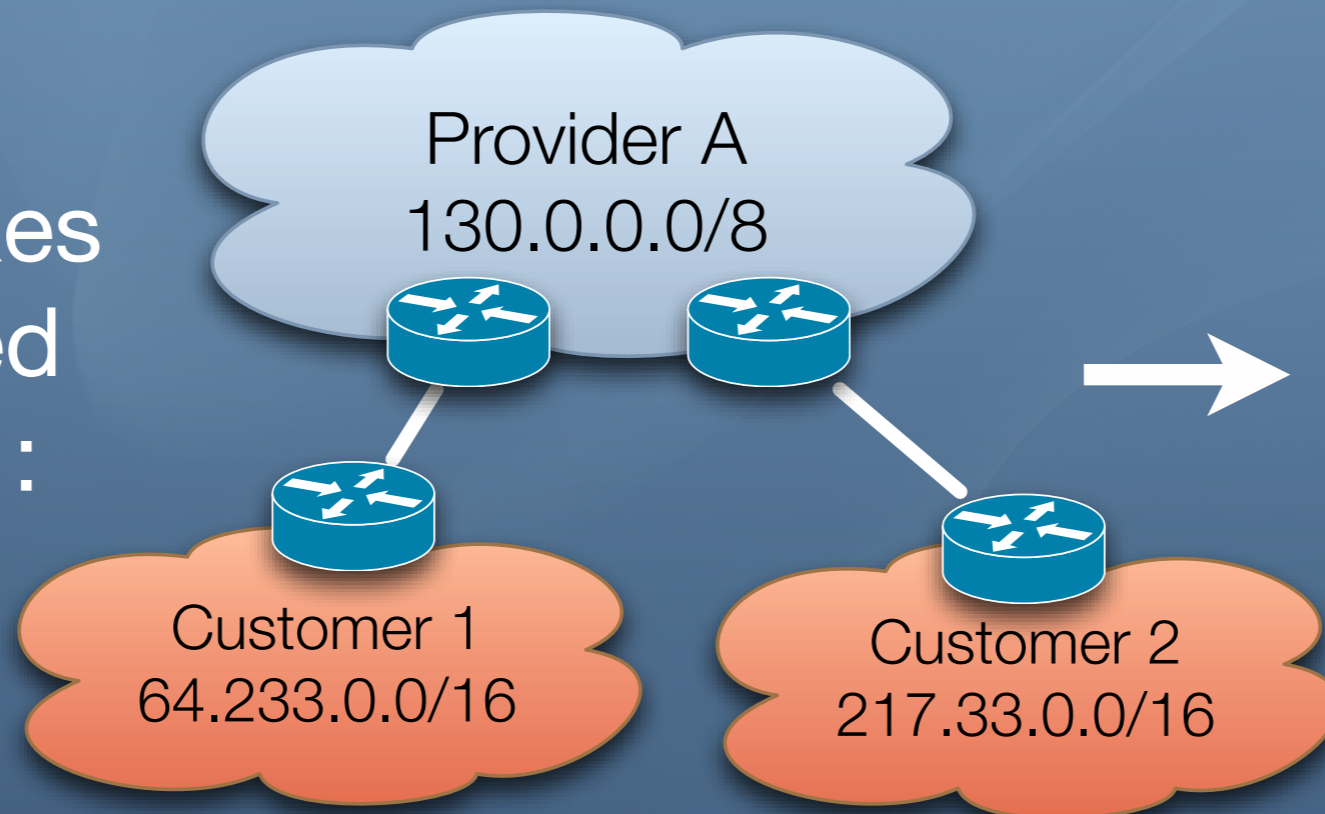 Provider A
130.0.0.0/8
ed
:
Customer 1
64.233.0.0/16
Customer 2
217.33.0.0/16